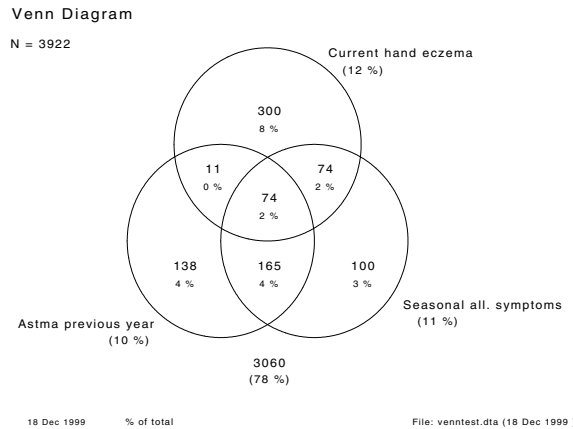 Venn Diagram
N = 3922
Current hand eczema
(12 %)
300
8 %
11
0 %
74
2 %
74
2 %
138
4 %
165
4 %
100
3 %
Seasonal all. symptoms
(11 %)
Astma previous year
(10 %)
3060
(78 %)
18 Dec 1999
% of total
File: venntest.dta (18 Dec 1999